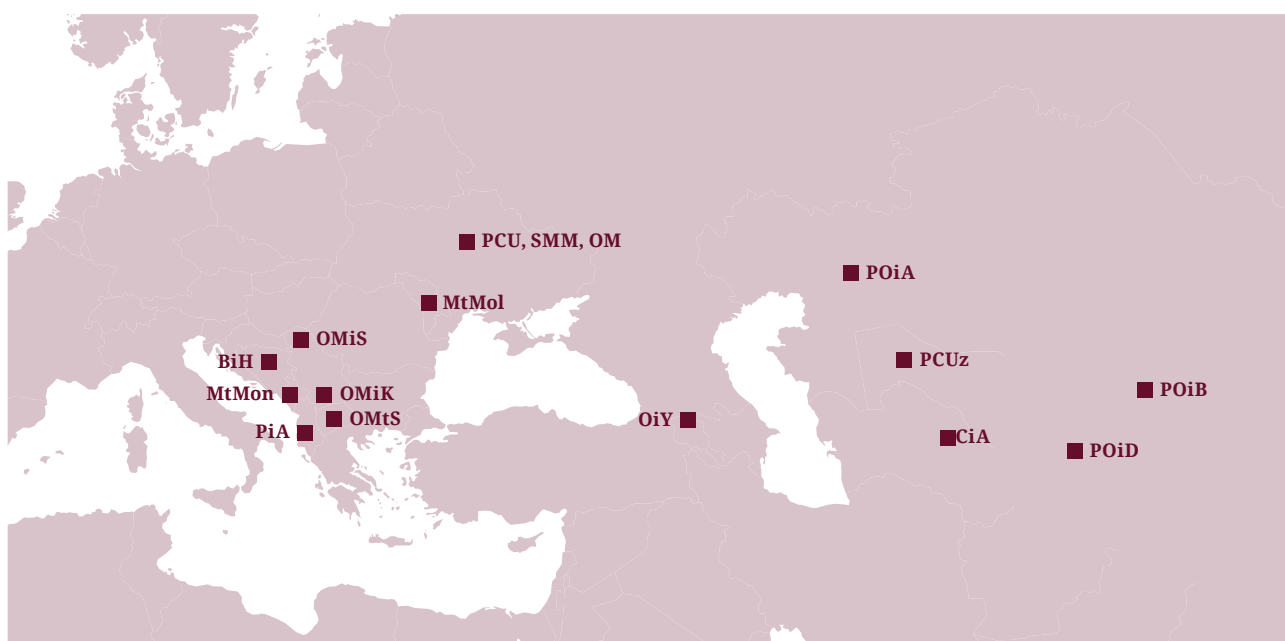 PCU, SMM, OM
POiA
MtMol
OMiS
BiH
PCUz
MtMon
OMiK
POiB
OMtS
OiY
PiA
CiA
POiD